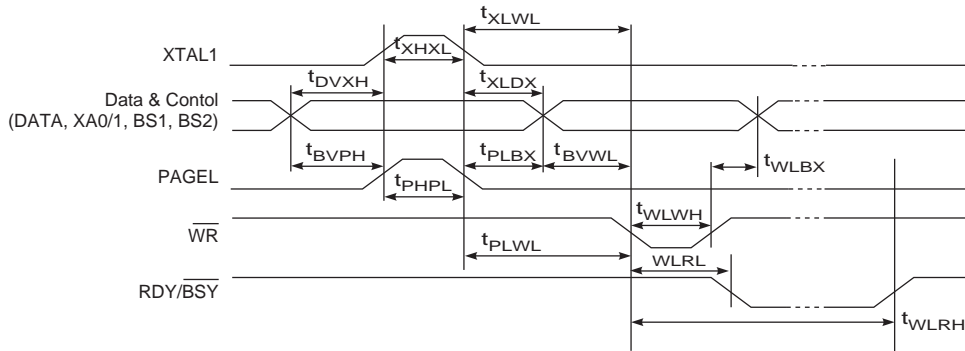 tXLWL
XTAL1
tXHXL
tDVXH
tXLDX
Data & Contol
(DATA, XA0/1, BS1, BS2)
tBVPH
tPLBX
tBVWL
tWLBX
PAGEL
tPHPL
WR
tWLWH
tPLWL
WLRL
RDY/BSY
tWLRH